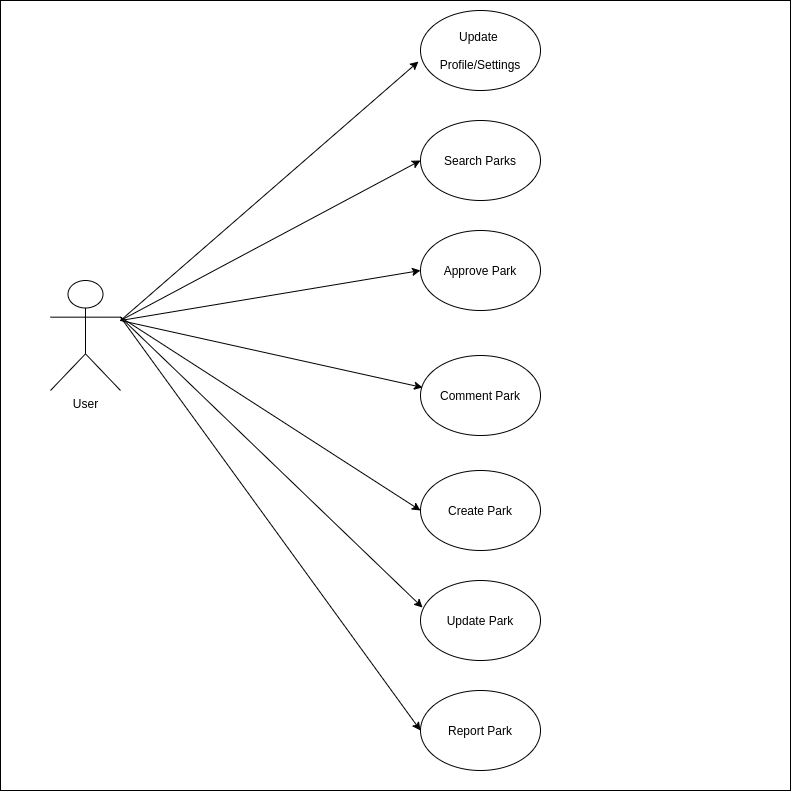 Update
Profile/Settings
Search Parks
Approve Park
User
Comment Park
Create Park
Update Park
Report Park